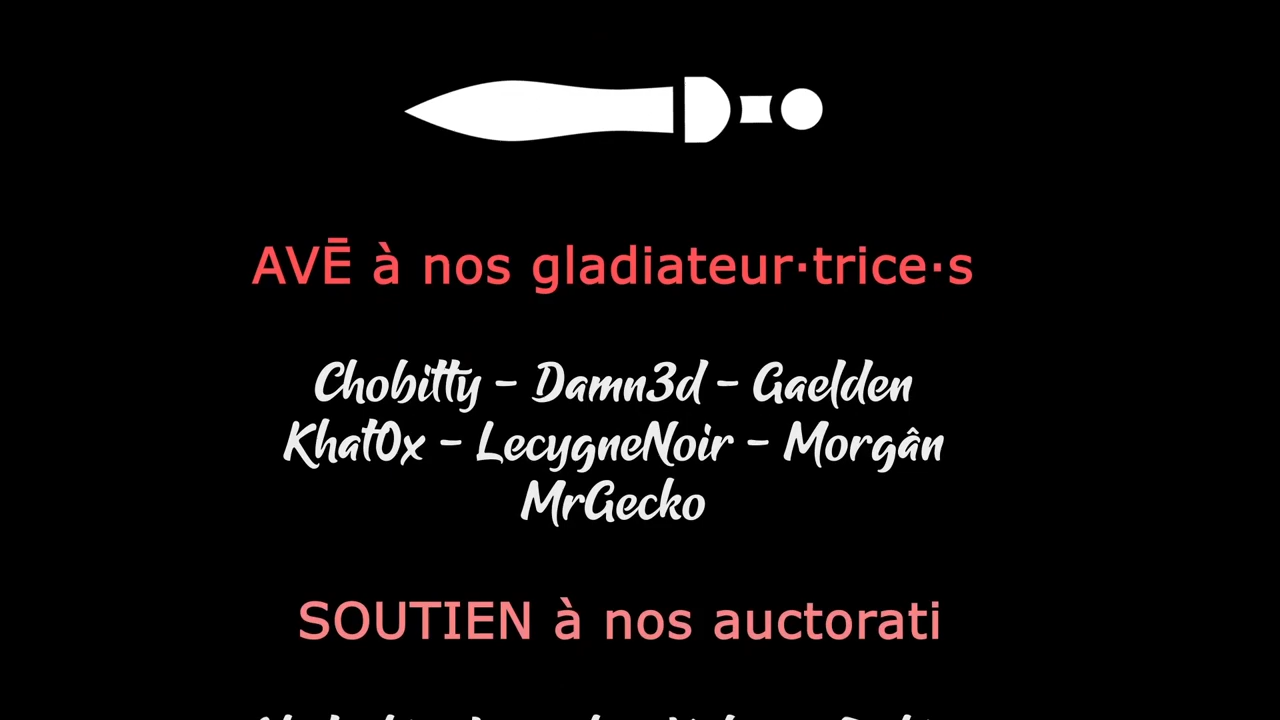 AVĒ à nos gladiateur·trice·s
Chobitty – Damn3d – Gaelden
Khat0x – LecygneNoir – Morgân
MrGecko
SOUTIEN à nos auctorati